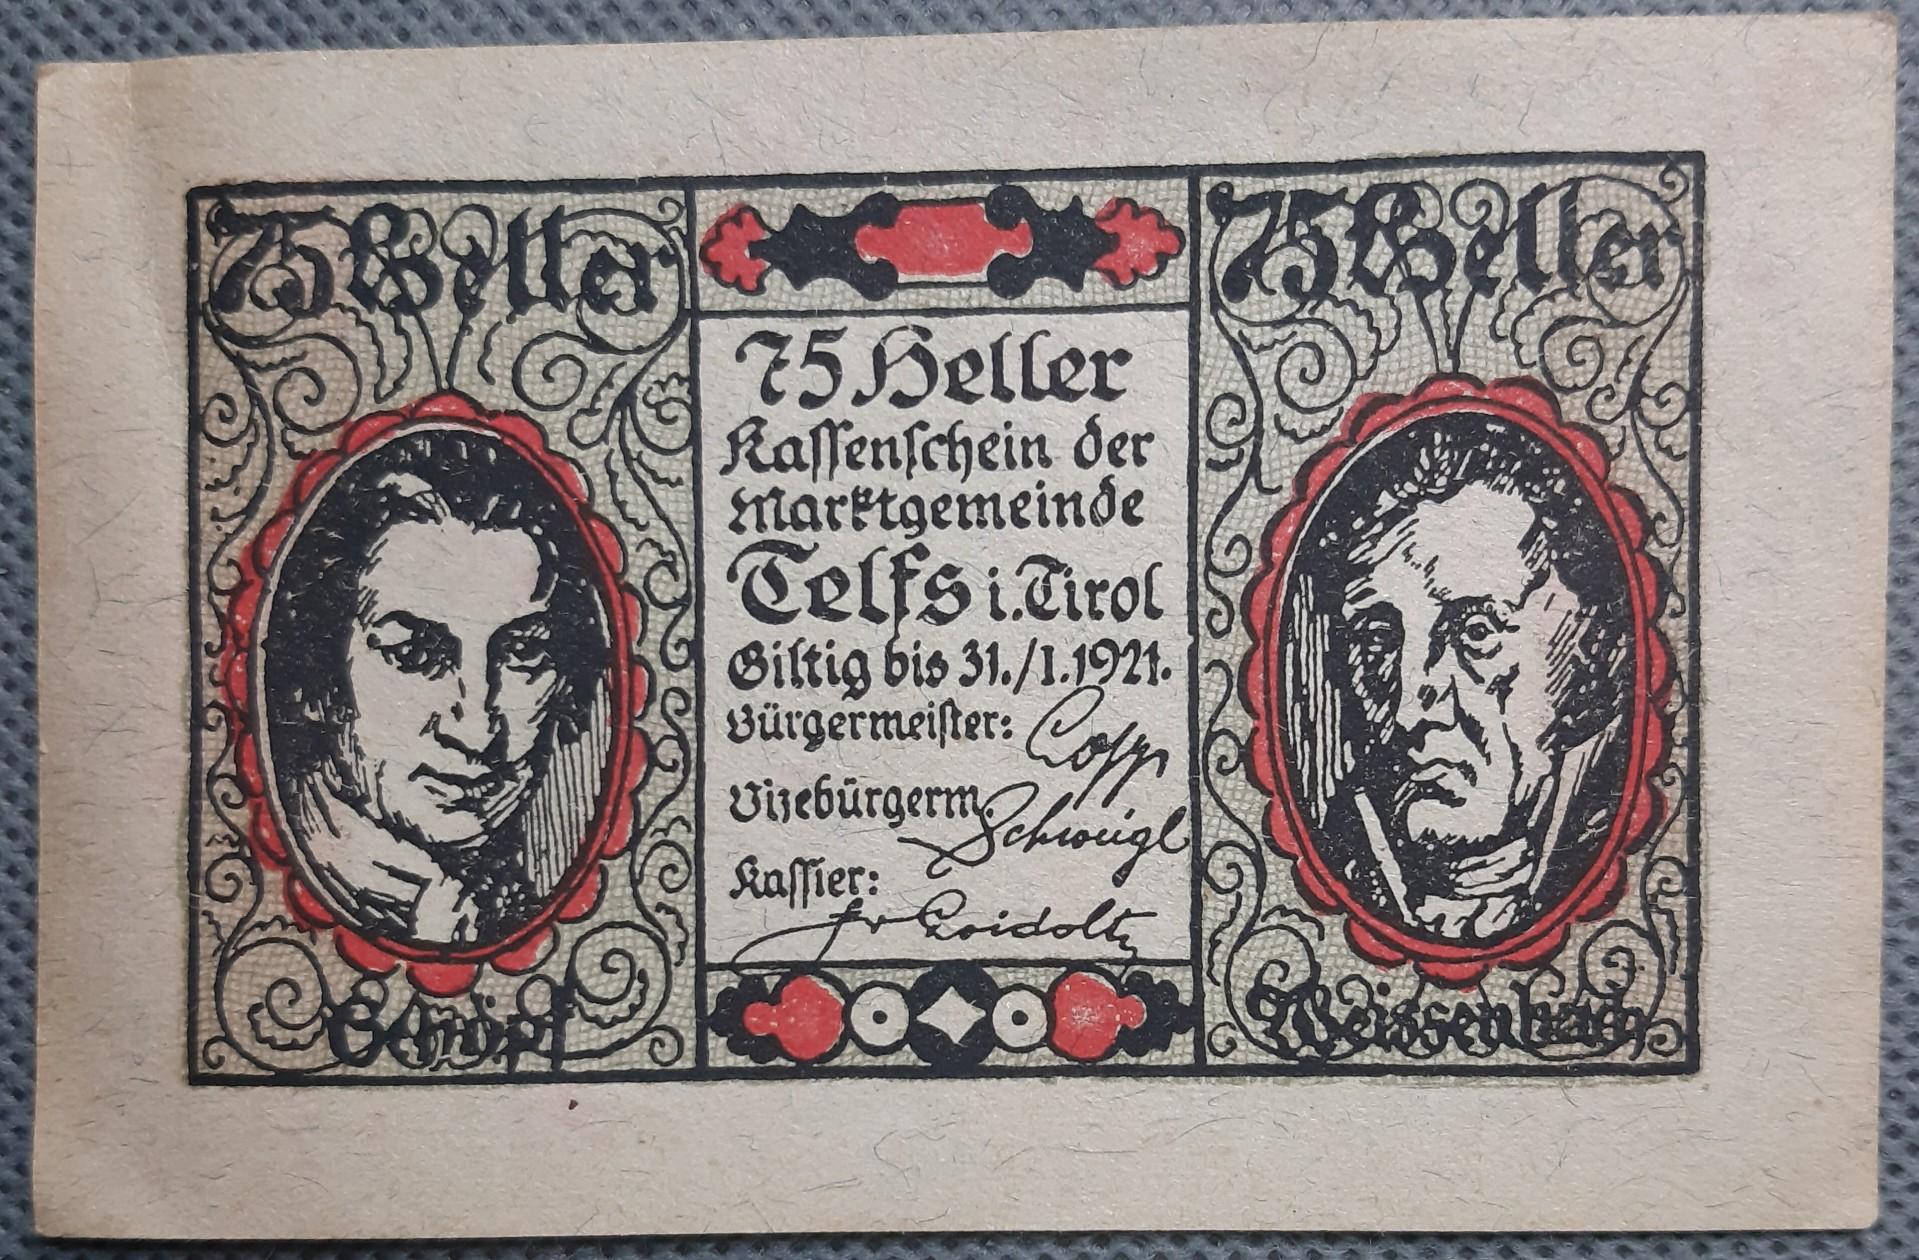 75 Heller
75 Heller
75 Heller
Kassenschein der
Marktgemeinde
Telfs i. Tirol
Giltig bis 31./1.1921.
Bürgermeister:
Vizebürgerm. Schweigl
Kassier:
Schöpf
Weissenbach